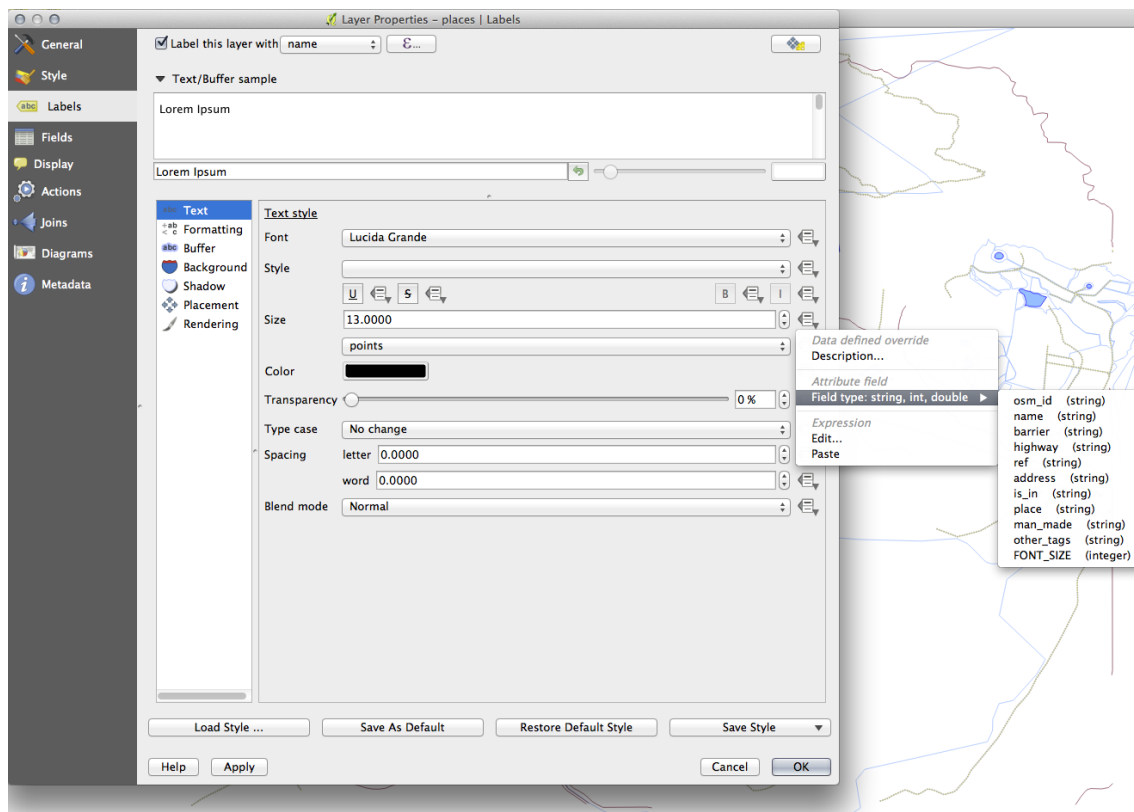 Layer Properties – places | Labels
General
Style
abc Labels
Fields
Display
Actions
Joins
Diagrams
Metadata
Label this layer with name ε...
Text/Buffer sample
Lorem Ipsum
Lorem Ipsum
abc Text
+ab < c Formatting
abc Buffer
Background
Shadow
Placement
Rendering
Text style
Font Lucida Grande
Style
U S B I
Size 13.0000
points
Color
Transparency 0 %
Type case No change
Spacing letter 0.0000
word 0.0000
Blend mode Normal
Data defined override
Description...
Attribute field
Field type: string, int, double
Expression
Edit...
Paste
osm_id (string)
name (string)
barrier (string)
highway (string)
ref (string)
address (string)
is_in (string)
place (string)
man_made (string)
other_tags (string)
FONT_SIZE (integer)
Load Style ... Save As Default Restore Default Style Save Style
Help Apply Cancel OK